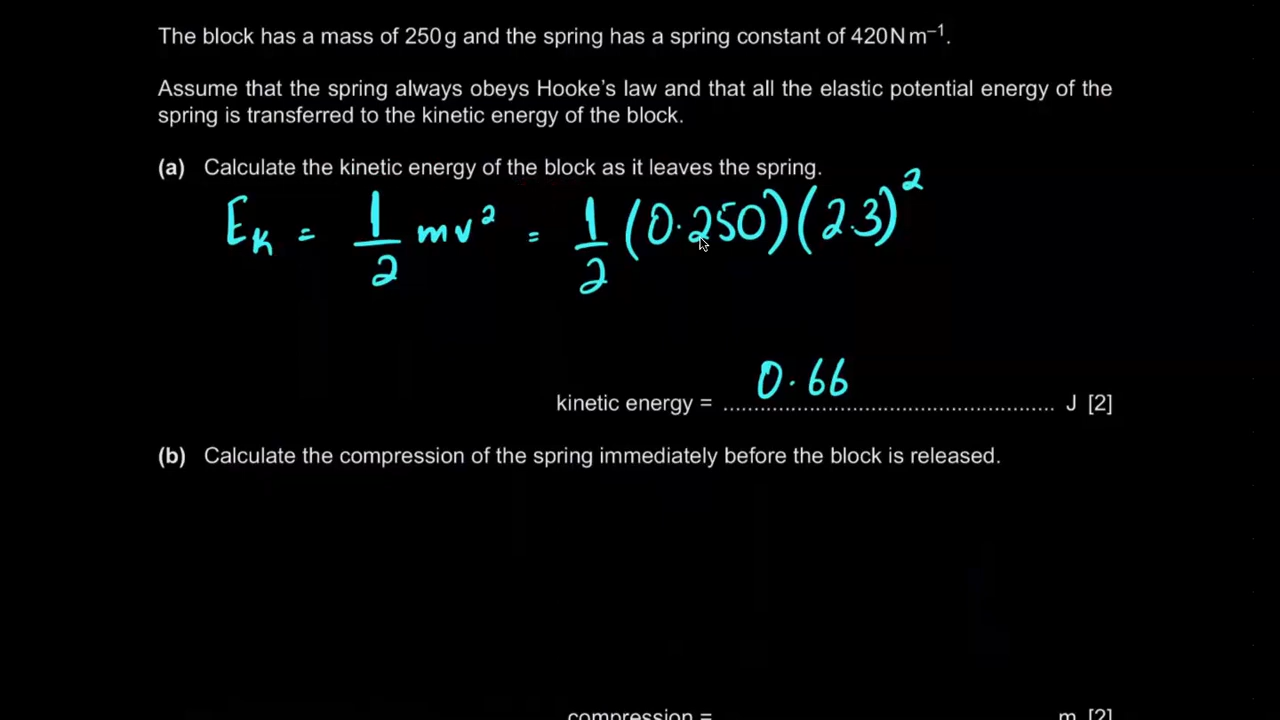 The block has a mass of 250 g and the spring has a spring constant of 420 N m⁻¹.
Assume that the spring always obeys Hooke's law and that all the elastic potential energy of the
spring is transferred to the kinetic energy of the block.
(a) Calculate the kinetic energy of the block as it leaves the spring.
E_K = 1/2 mv² = 1/2 (0.250)(2.3)²
0.66
kinetic energy = ...................................................... J [2]
(b) Calculate the compression of the spring immediately before the block is released.
compression = m [2]